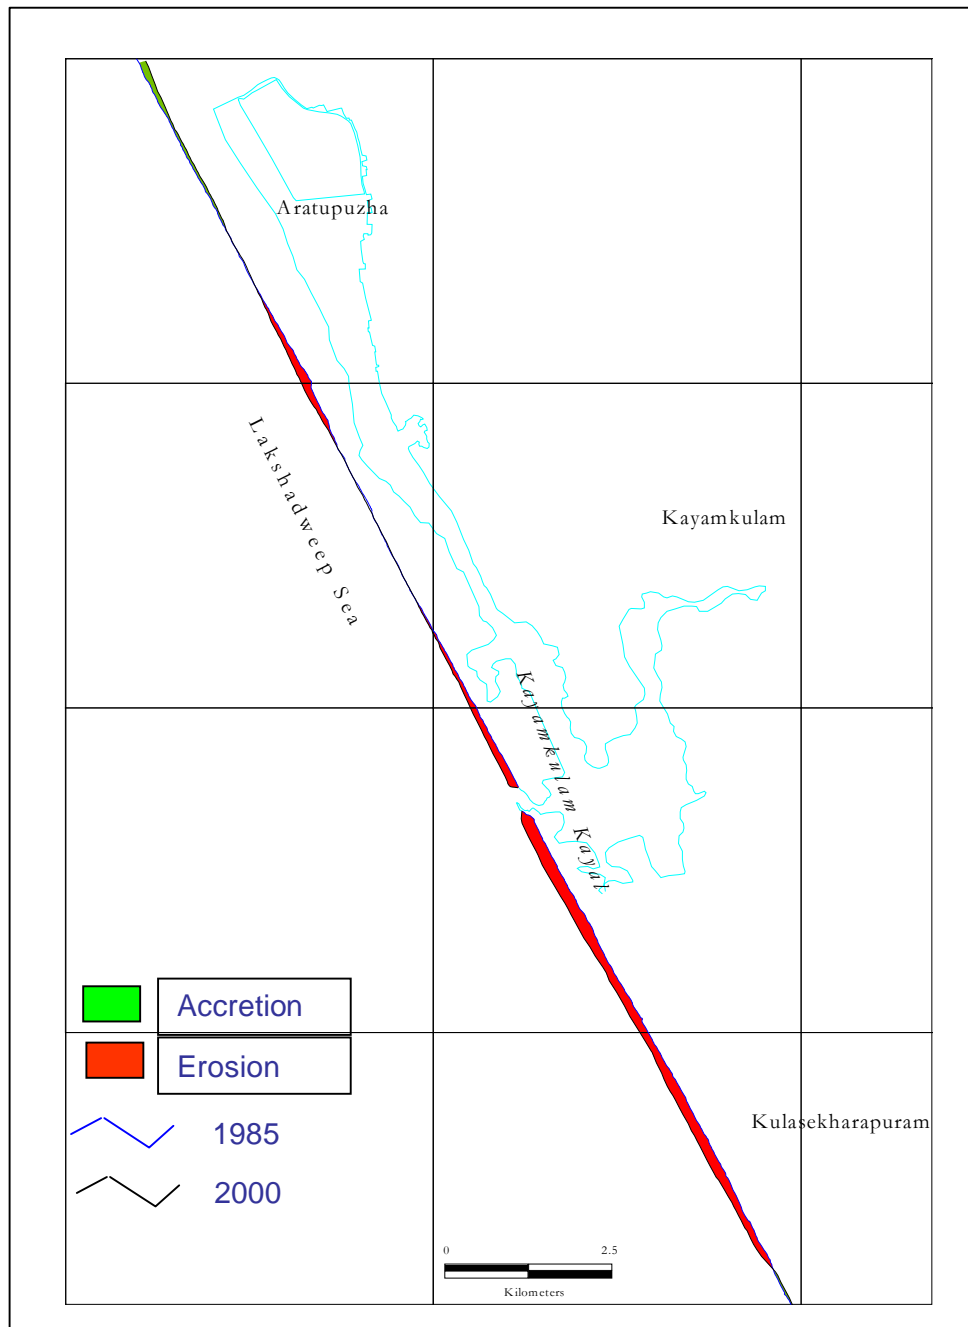 Aratupuzha
Lakshadweep Sea
Kayamkulam
Kayamkulam Kayal
Accretion
Erosion
Kulasekharapuram
1985
2000
0 2.5
Kilometers